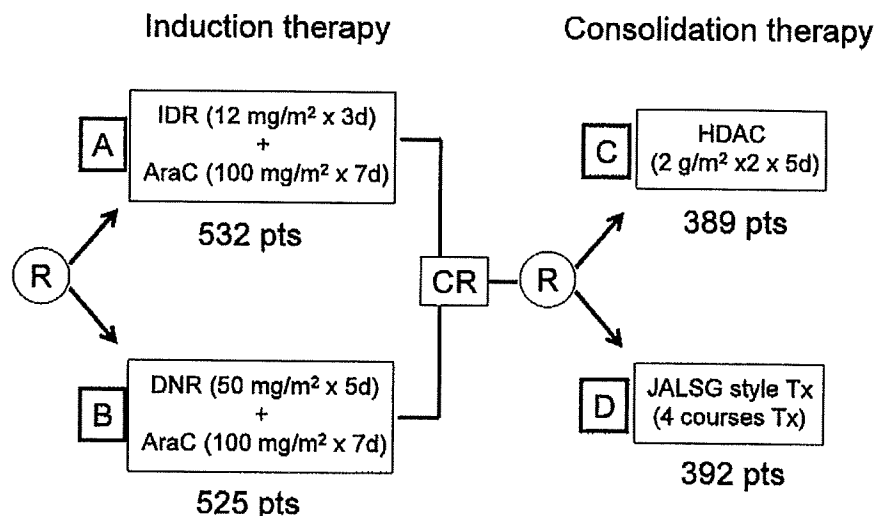 Induction therapy
Consolidation therapy
A
IDR (12 mg/m² x 3d)
+
AraC (100 mg/m² x 7d)
532 pts
R
B
DNR (50 mg/m² x 5d)
+
AraC (100 mg/m² x 7d)
525 pts
CR
R
C
HDAC
(2 g/m² x2 x 5d)
389 pts
D
JALSG style Tx
(4 courses Tx)
392 pts